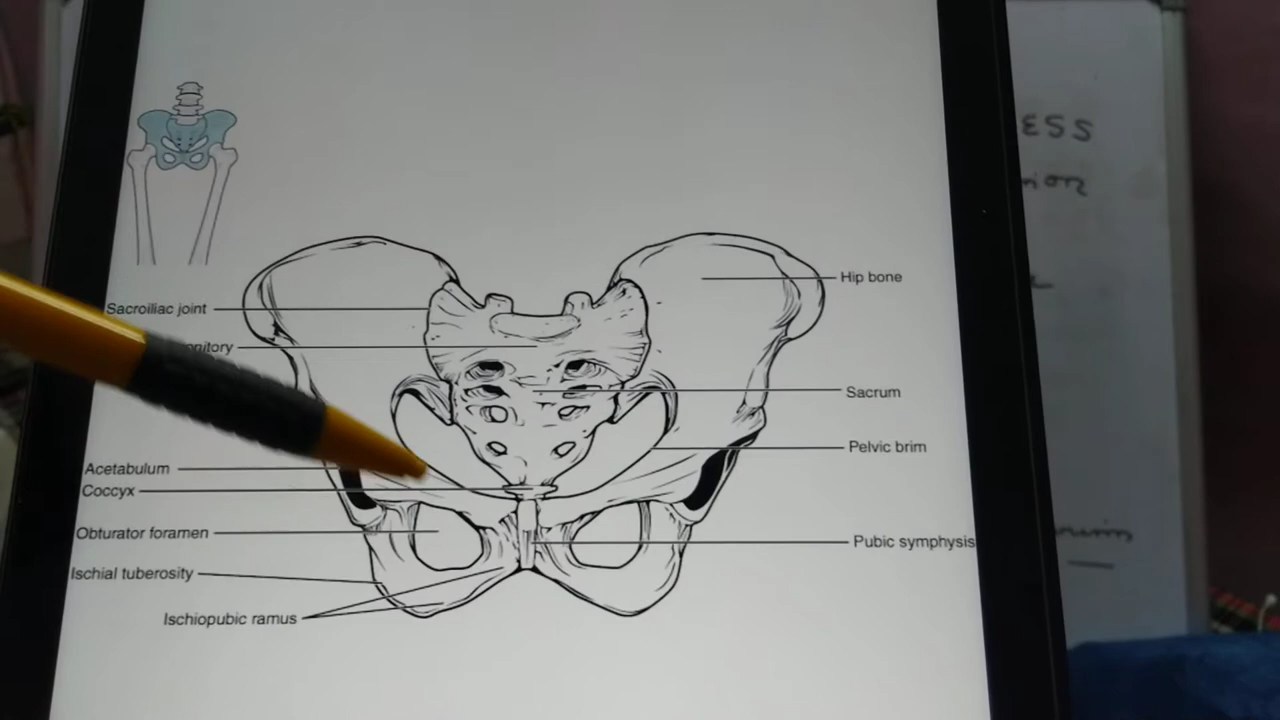 Sacroiliac joint
Hip bone
Sacrum
Pelvic brim
Acetabulum
Coccyx
Obturator foramen
Pubic symphysis
Ischial tuberosity
Ischiopubic ramus
ESS